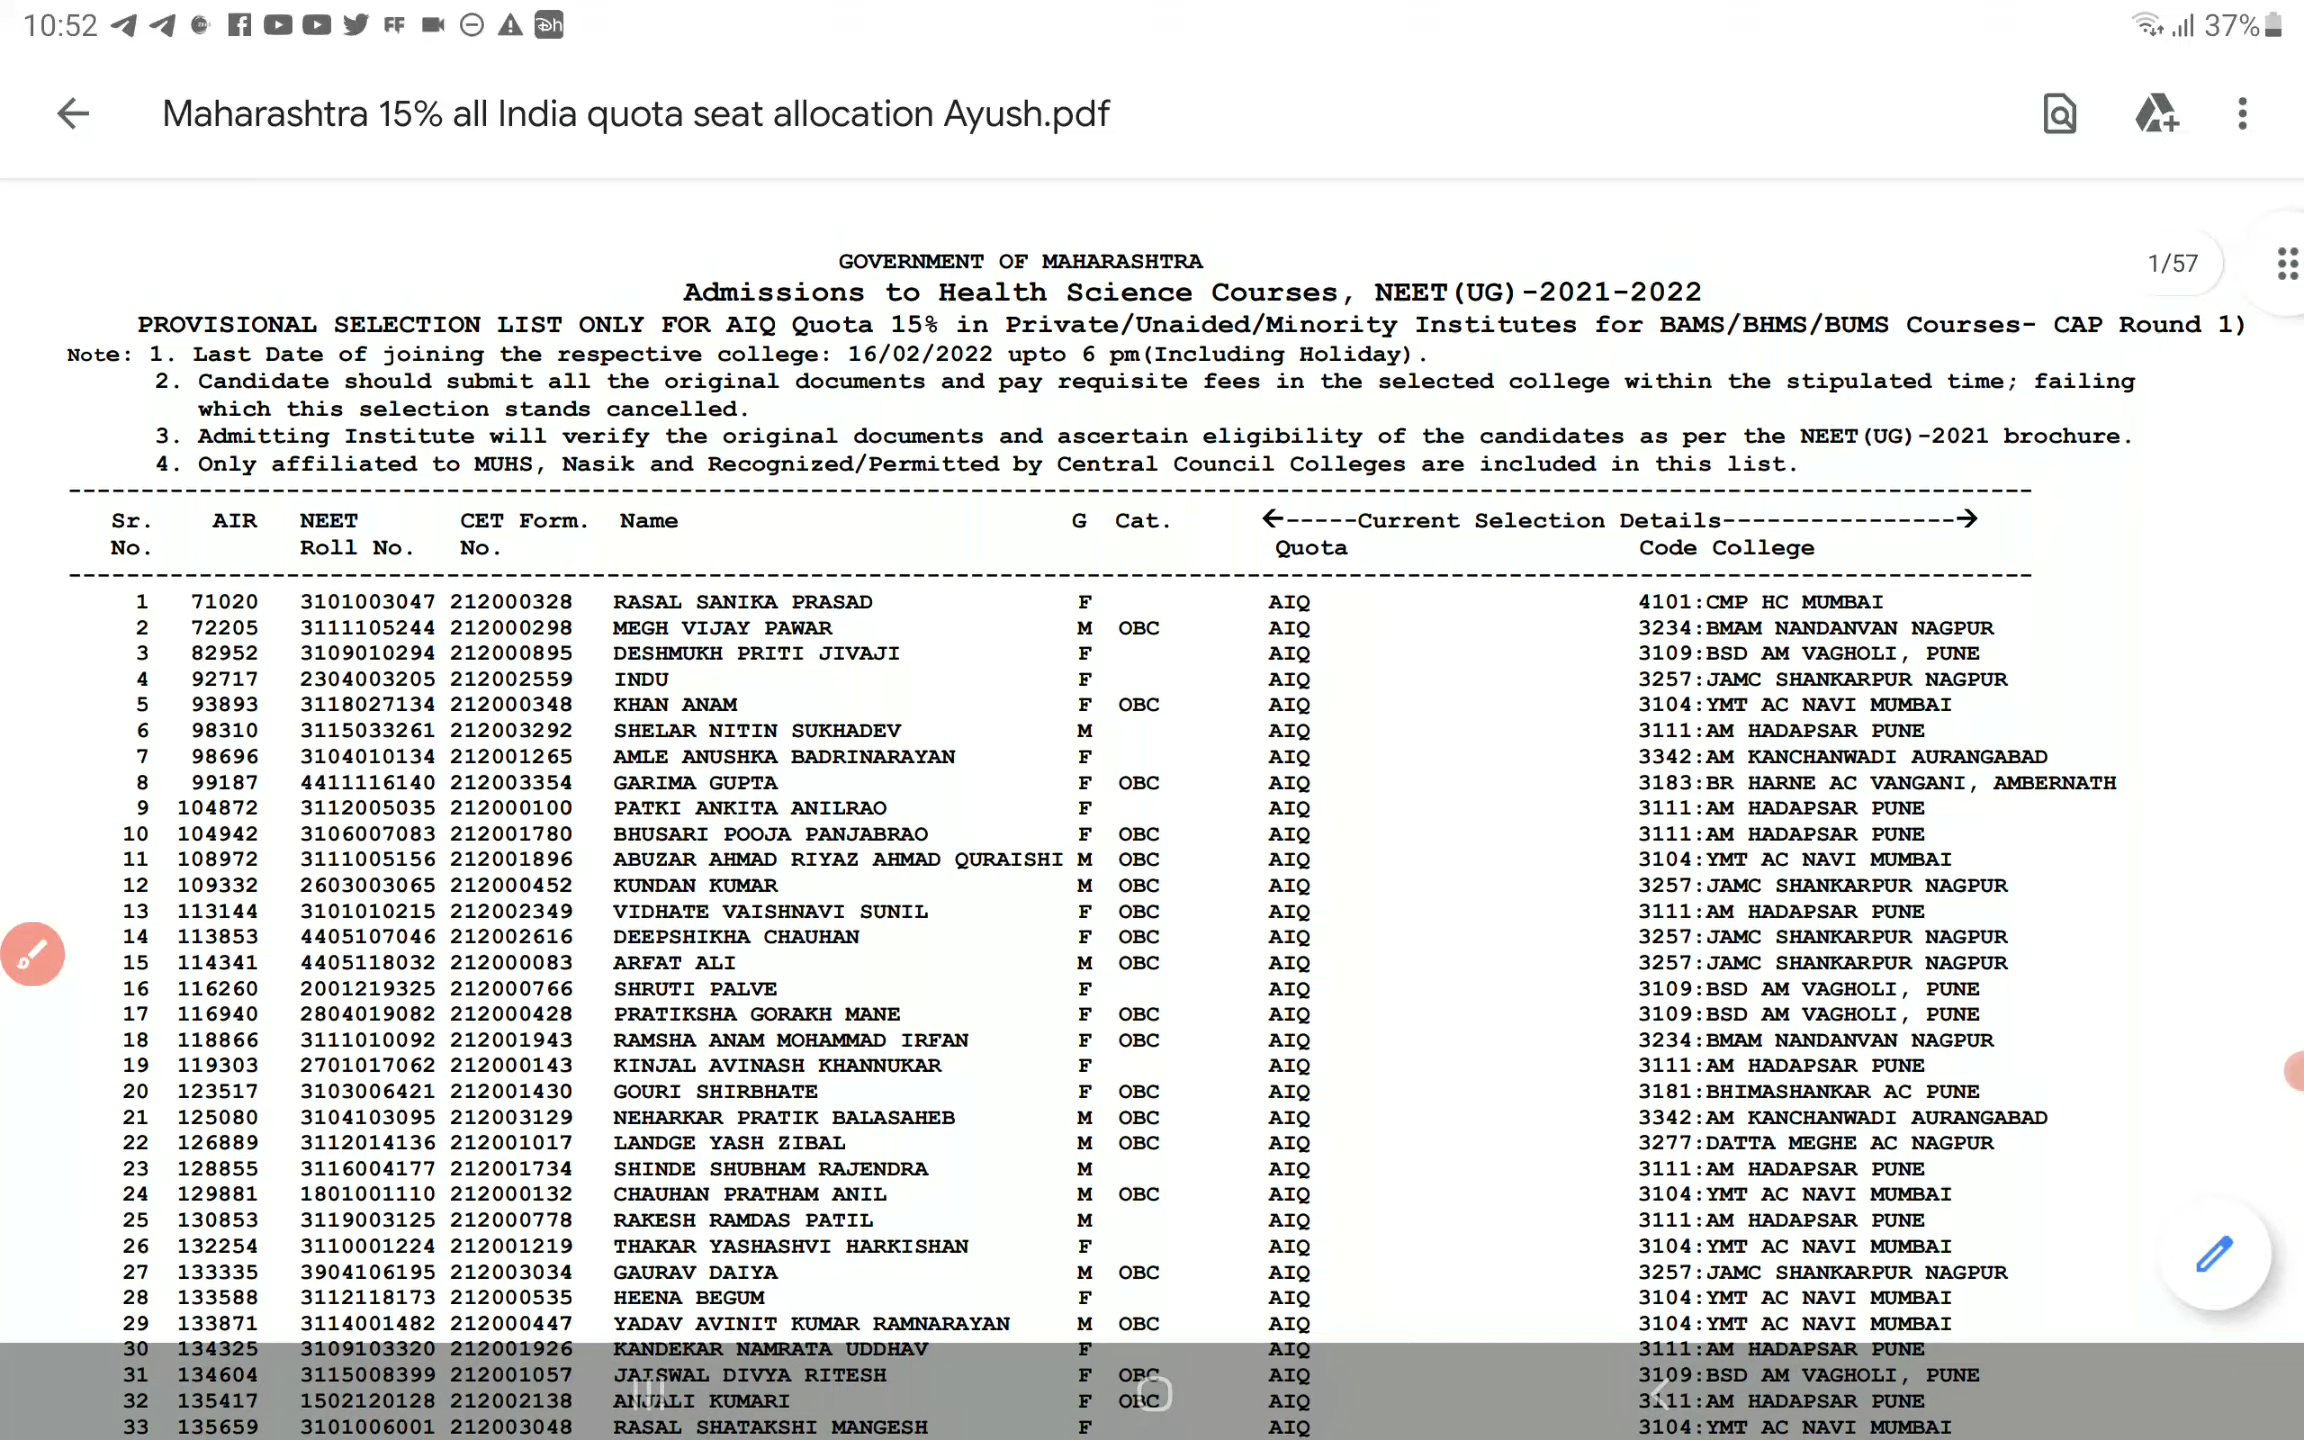 10:52 FF Dh 37%
Maharashtra 15% all India quota seat allocation Ayush.pdf
1/57
GOVERNMENT OF MAHARASHTRA
Admissions to Health Science Courses, NEET(UG)-2021-2022
PROVISIONAL SELECTION LIST ONLY FOR AIQ Quota 15% in Private/Unaided/Minority Institutes for BAMS/BHMS/BUMS Courses- CAP Round 1)
Note: 1. Last Date of joining the respective college: 16/02/2022 upto 6 pm(Including Holiday).
2. Candidate should submit all the original documents and pay requisite fees in the selected college within the stipulated time; failing
which this selection stands cancelled.
3. Admitting Institute will verify the original documents and ascertain eligibility of the candidates as per the NEET(UG)-2021 brochure.
4. Only affiliated to MUHS, Nasik and Recognized/Permitted by Central Council Colleges are included in this list.
Sr. AIR NEET CET Form. Name G Cat. ←-----Current Selection Details----------------→
No. Roll No. No. Quota Code College
1 71020 3101003047 212000328 RASAL SANIKA PRASAD F AIQ 4101:CMP HC MUMBAI
2 72205 3111105244 212000298 MEGH VIJAY PAWAR M OBC AIQ 3234:BMAM NANDANVAN NAGPUR
3 82952 3109010294 212000895 DESHMUKH PRITI JIVAJI F AIQ 3109:BSD AM VAGHOLI, PUNE
4 92717 2304003205 212002559 INDU F AIQ 3257:JAMC SHANKARPUR NAGPUR
5 93893 3118027134 212000348 KHAN ANAM F OBC AIQ 3104:YMT AC NAVI MUMBAI
6 98310 3115033261 212003292 SHELAR NITIN SUKHADEV M AIQ 3111:AM HADAPSAR PUNE
7 98696 3104010134 212001265 AMLE ANUSHKA BADRINARAYAN F AIQ 3342:AM KANCHANWADI AURANGABAD
8 99187 4411116140 212003354 GARIMA GUPTA F OBC AIQ 3183:BR HARNE AC VANGANI, AMBERNATH
9 104872 3112005035 212000100 PATKI ANKITA ANILRAO F AIQ 3111:AM HADAPSAR PUNE
10 104942 3106007083 212001780 BHUSARI POOJA PANJABRAO F OBC AIQ 3111:AM HADAPSAR PUNE
11 108972 3111005156 212001896 ABUZAR AHMAD RIYAZ AHMAD QURAISHI M OBC AIQ 3104:YMT AC NAVI MUMBAI
12 109332 2603003065 212000452 KUNDAN KUMAR M OBC AIQ 3257:JAMC SHANKARPUR NAGPUR
13 113144 3101010215 212002349 VIDHATE VAISHNAVI SUNIL F OBC AIQ 3111:AM HADAPSAR PUNE
14 113853 4405107046 212002616 DEEPSHIKHA CHAUHAN F OBC AIQ 3257:JAMC SHANKARPUR NAGPUR
15 114341 4405118032 212000083 ARFAT ALI M OBC AIQ 3257:JAMC SHANKARPUR NAGPUR
16 116260 2001219325 212000766 SHRUTI PALVE F AIQ 3109:BSD AM VAGHOLI, PUNE
17 116940 2804019082 212000428 PRATIKSHA GORAKH MANE F OBC AIQ 3109:BSD AM VAGHOLI, PUNE
18 118866 3111010092 212001943 RAMSHA ANAM MOHAMMAD IRFAN F OBC AIQ 3234:BMAM NANDANVAN NAGPUR
19 119303 2701017062 212000143 KINJAL AVINASH KHANNUKAR F AIQ 3111:AM HADAPSAR PUNE
20 123517 3103006421 212001430 GOURI SHIRBHATE F OBC AIQ 3181:BHIMASHANKAR AC PUNE
21 125080 3104103095 212003129 NEHARKAR PRATIK BALASAHEB M OBC AIQ 3342:AM KANCHANWADI AURANGABAD
22 126889 3112014136 212001017 LANDGE YASH ZIBAL M OBC AIQ 3277:DATTA MEGHE AC NAGPUR
23 128855 3116004177 212001734 SHINDE SHUBHAM RAJENDRA M AIQ 3111:AM HADAPSAR PUNE
24 129881 1801001110 212000132 CHAUHAN PRATHAM ANIL M OBC AIQ 3104:YMT AC NAVI MUMBAI
25 130853 3119003125 212000778 RAKESH RAMDAS PATIL M AIQ 3111:AM HADAPSAR PUNE
26 132254 3110001224 212001219 THAKAR YASHASHVI HARKISHAN F AIQ 3104:YMT AC NAVI MUMBAI
27 133335 3904106195 212003034 GAURAV DAIYA M OBC AIQ 3257:JAMC SHANKARPUR NAGPUR
28 133588 3112118173 212000535 HEENA BEGUM F AIQ 3104:YMT AC NAVI MUMBAI
29 133871 3114001482 212000447 YADAV AVINIT KUMAR RAMNARAYAN M OBC AIQ 3104:YMT AC NAVI MUMBAI
30 134325 3109103320 212001926 KANDEKAR NAMRATA UDDHAV F AIQ 3111:AM HADAPSAR PUNE
31 134604 3115008399 212001057 JAISWAL DIVYA RITESH F OBC AIQ 3109:BSD AM VAGHOLI, PUNE
32 135417 1502120128 212002138 ANJALI KUMARI F OBC AIQ 3111:AM HADAPSAR PUNE
33 135659 3101006001 212003048 RASAL SHATAKSHI MANGESH F AIQ 3104:YMT AC NAVI MUMBAI